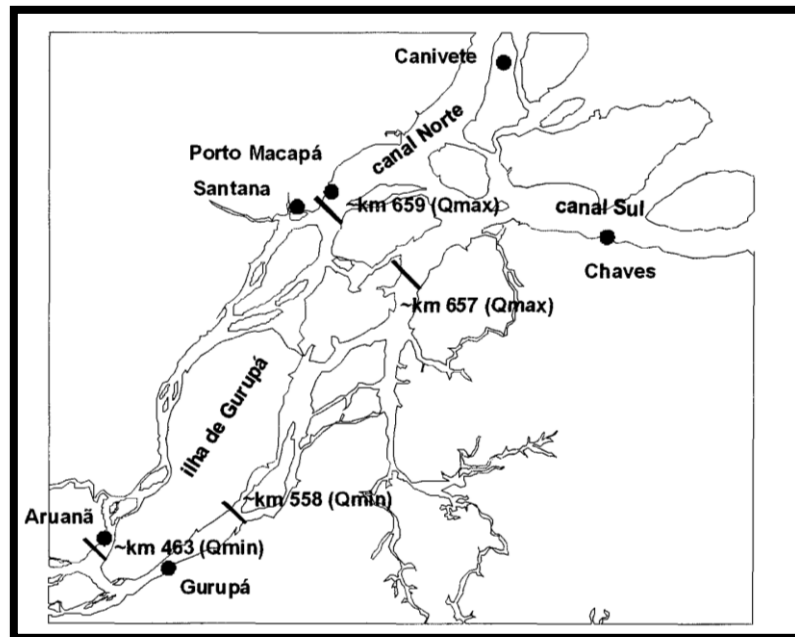 Canivete
canal Norte
Porto Macapá
Santana
~km 659 (Qmax)
canal Sul
Chaves
~km 657 (Qmax)
ilha de Gurupá
~km 558 (Qmin)
Aruanã
~km 463 (Qmin)
Gurupá